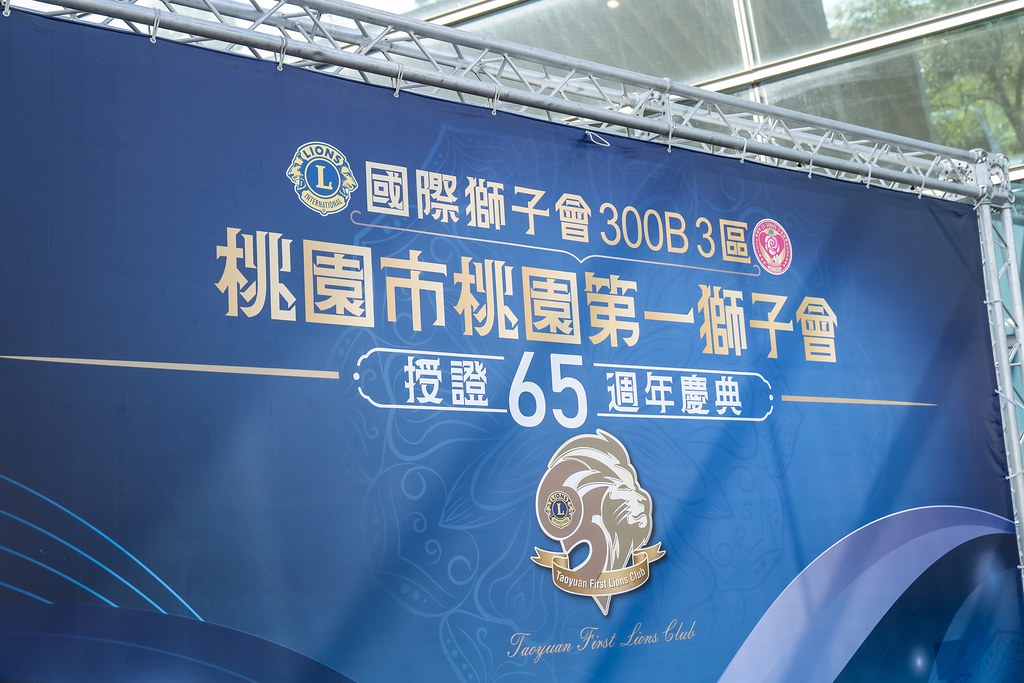 LIONS
L
INTERNATIONAL
國際獅子會300B3區
桃園市桃園第一獅子會
授證65週年慶典
LIONS
L
Taoyuan First Lions Club
Taoyuan First Lions Club